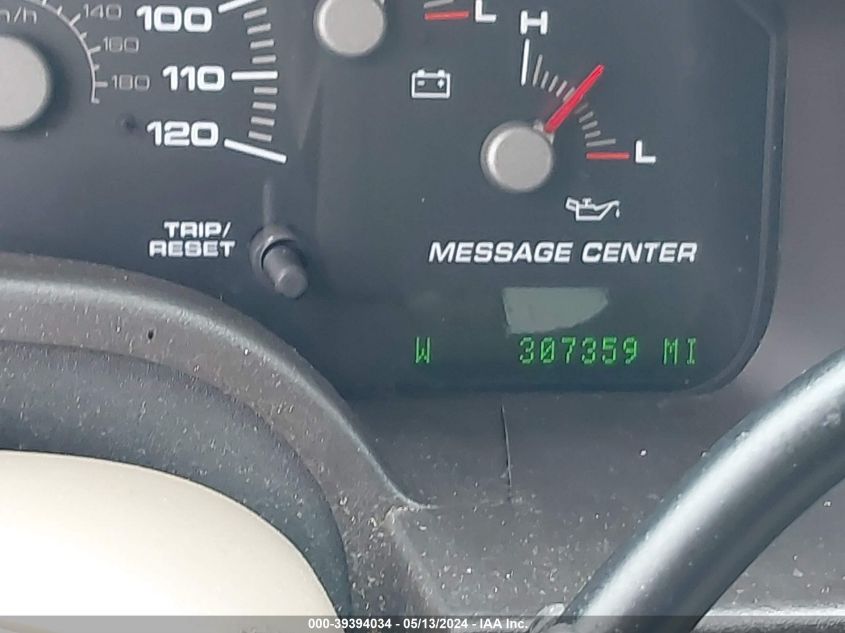 m/h
140
160
180
100
110
120
L
H
L
TRIP/
RESET
MESSAGE CENTER
W 307359 MI
000-39394034 - 05/13/2024 - IAA Inc.